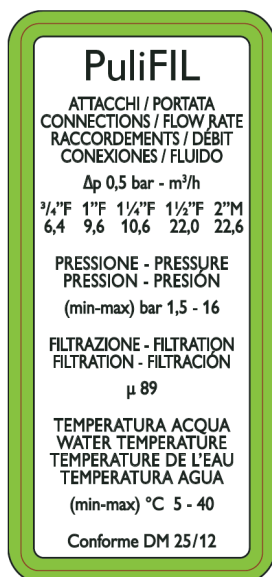 PuliFIL
ATTACCHI / PORTATA
CONNECTIONS / FLOW RATE
RACCORDEMENTS / DÉBIT
CONEXIONES / FLUIDO
Δp 0,5 bar - m³/h
¾”F 1”F 1¼”F 1½”F 2”M
6,4 9,6 10,6 22,0 22,6
PRESSIONE - PRESSURE
PRESSION - PRESIÓN
(min-max) bar 1,5 - 16
FILTRAZIONE - FILTRATION
FILTRATION - FILTRACIÓN
µ 89
TEMPERATURA ACQUA
WATER TEMPERATURE
TEMPERATURE DE L’EAU
TEMPERATURA AGUA
(min-max) °C 5 - 40
Conforme DM 25/12